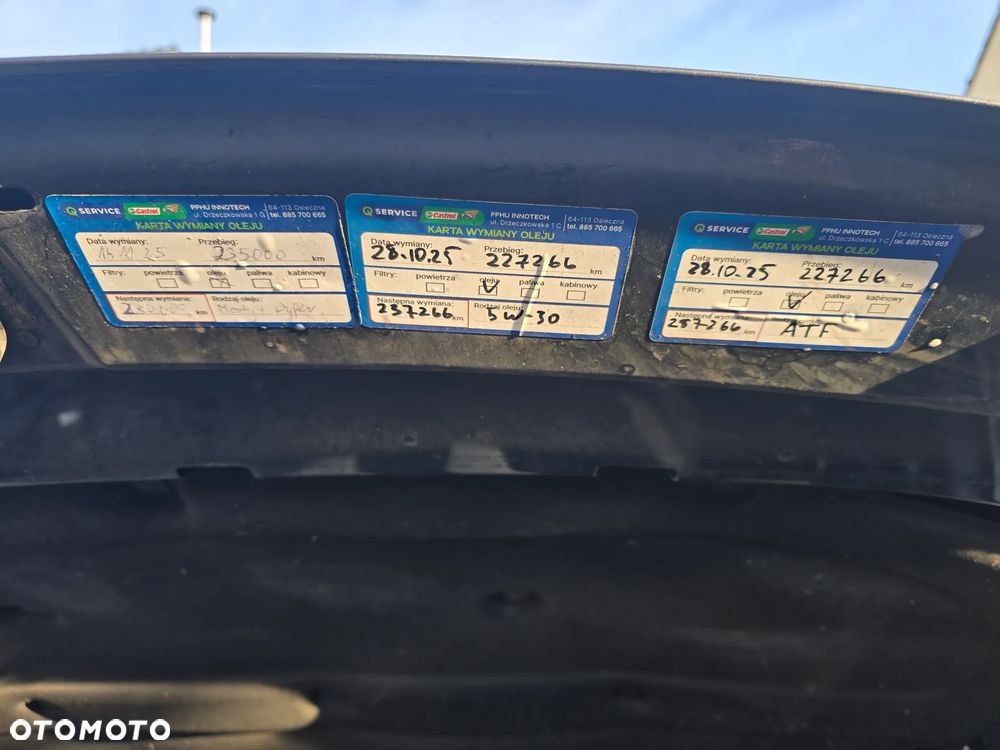 Q SERVICE Castrol PPHU INNOTECH 64-113 Osieczna
ul. Drzeczkowska 1 C tel. 885 700 665
KARTA WYMIANY OLEJU
Data wymiany: Przebieg:
235000 km
Filtry: powietrza oleju paliwa kabinowy
Następna wymiana: Rodzaj oleju:
km
Q SERVICE Castrol PPHU INNOTECH 64-113 Osieczna
ul. Drzeczkowska 1 C tel. 885 700 665
KARTA WYMIANY OLEJU
Data wymiany: Przebieg:
28.10.25 227266 km
Filtry: powietrza oleju paliwa kabinowy
Następna wymiana: Rodzaj oleju:
237266 km 5W-30
Q SERVICE Castrol PPHU INNOTECH 64-113 Osieczna
ul. Drzeczkowska 1 C tel. 885 700 665
KARTA WYMIANY OLEJU
Data wymiany: Przebieg:
28.10.25 227266 km
Filtry: powietrza oleju paliwa kabinowy
Następna wymiana:
257266 km ATF
OTOMOTO